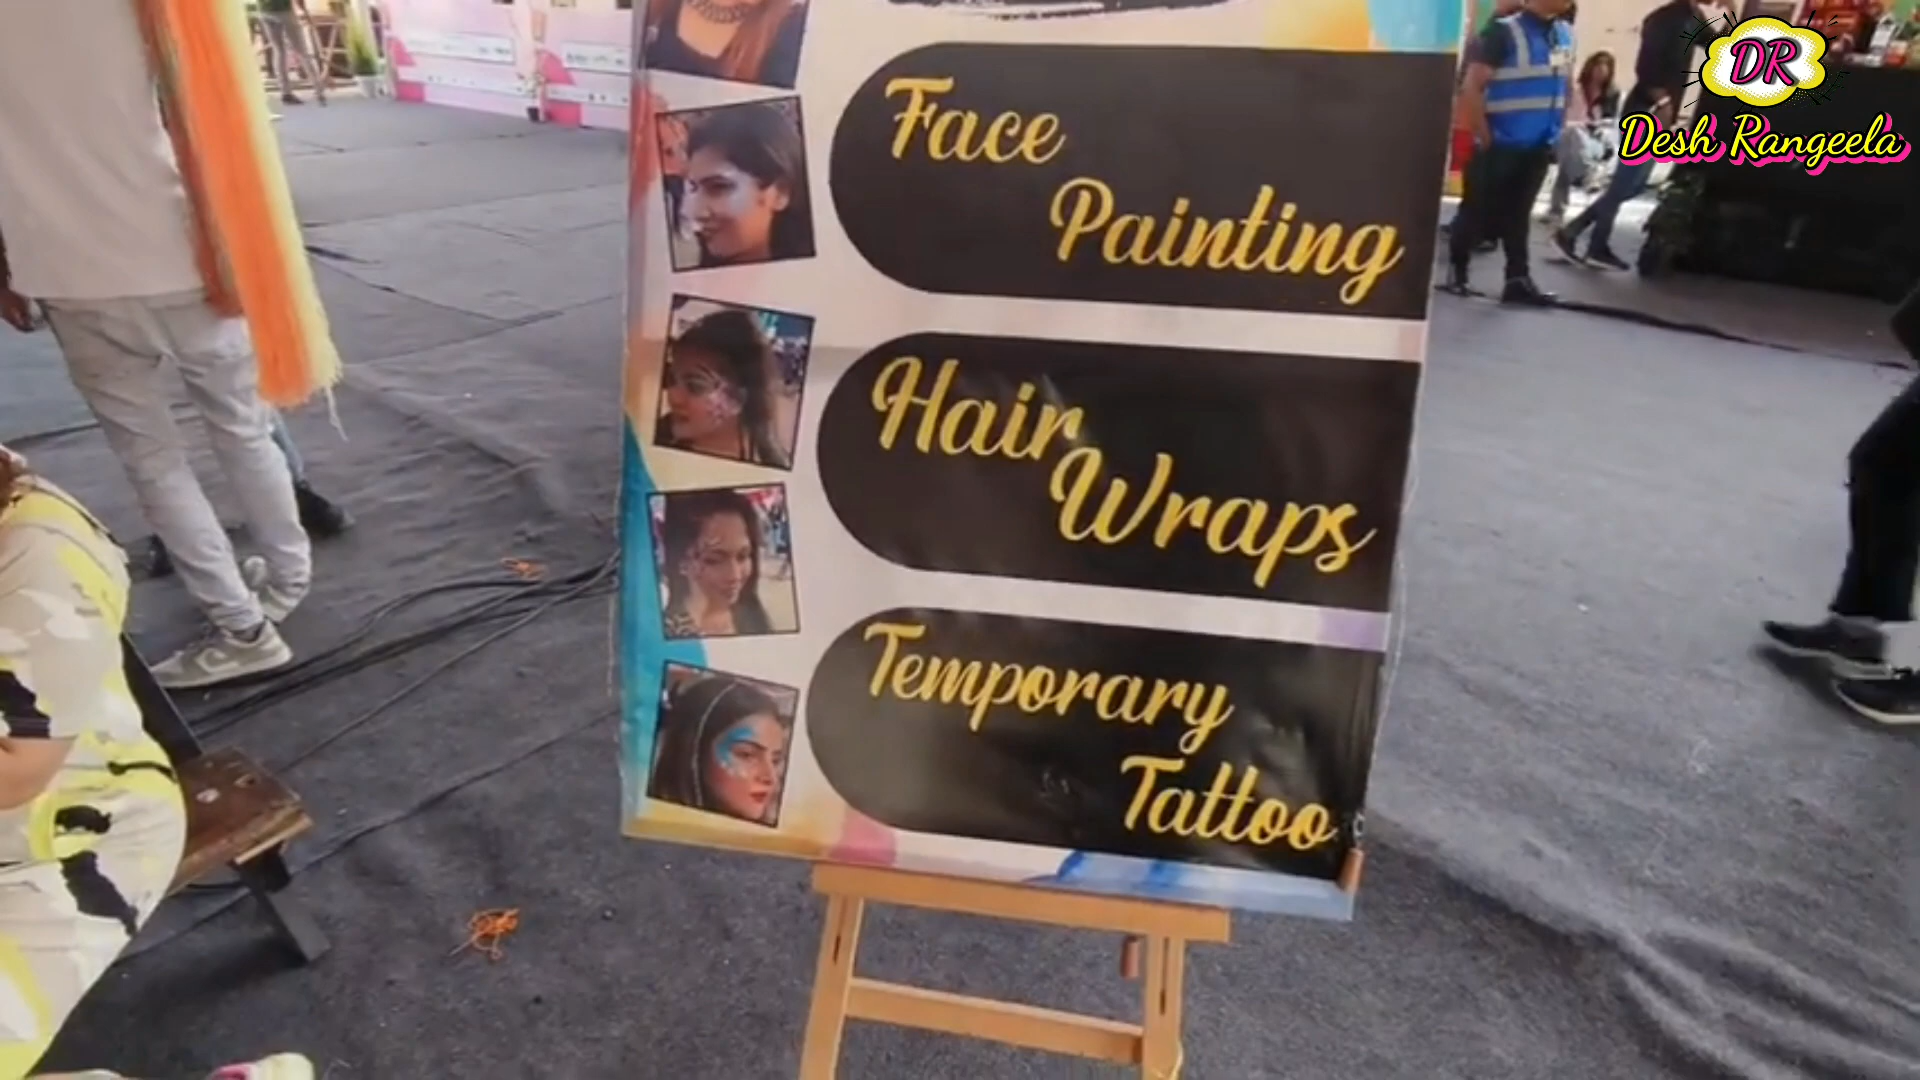 DR
Desh Rangeela
Face
Painting
Hair
Wraps
Temporary
Tattoo